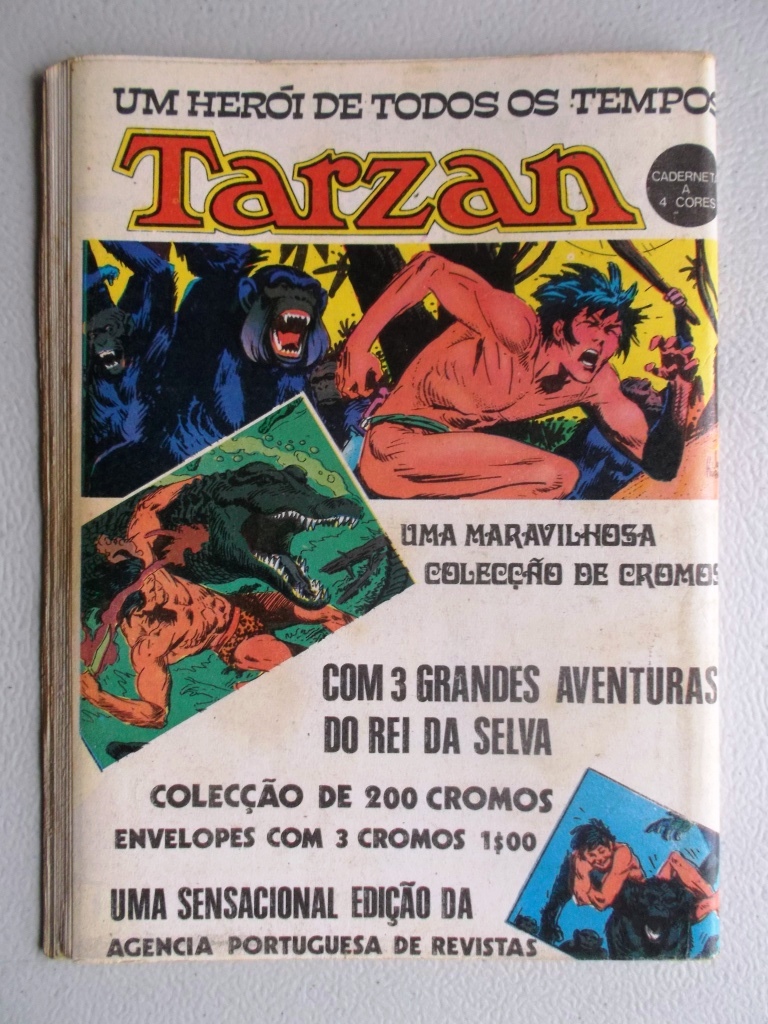 UM HERÓI DE TODOS OS TEMPOS
Tarzan
CADERNETA
A
4 CORES
UMA MARAVILHOSA
COLECÇÃO DE CROMOS
COM 3 GRANDES AVENTURAS
DO REI DA SELVA
COLECÇÃO DE 200 CROMOS
ENVELOPES COM 3 CROMOS 1$00
UMA SENSACIONAL EDIÇÃO DA
AGENCIA PORTUGUESA DE REVISTAS